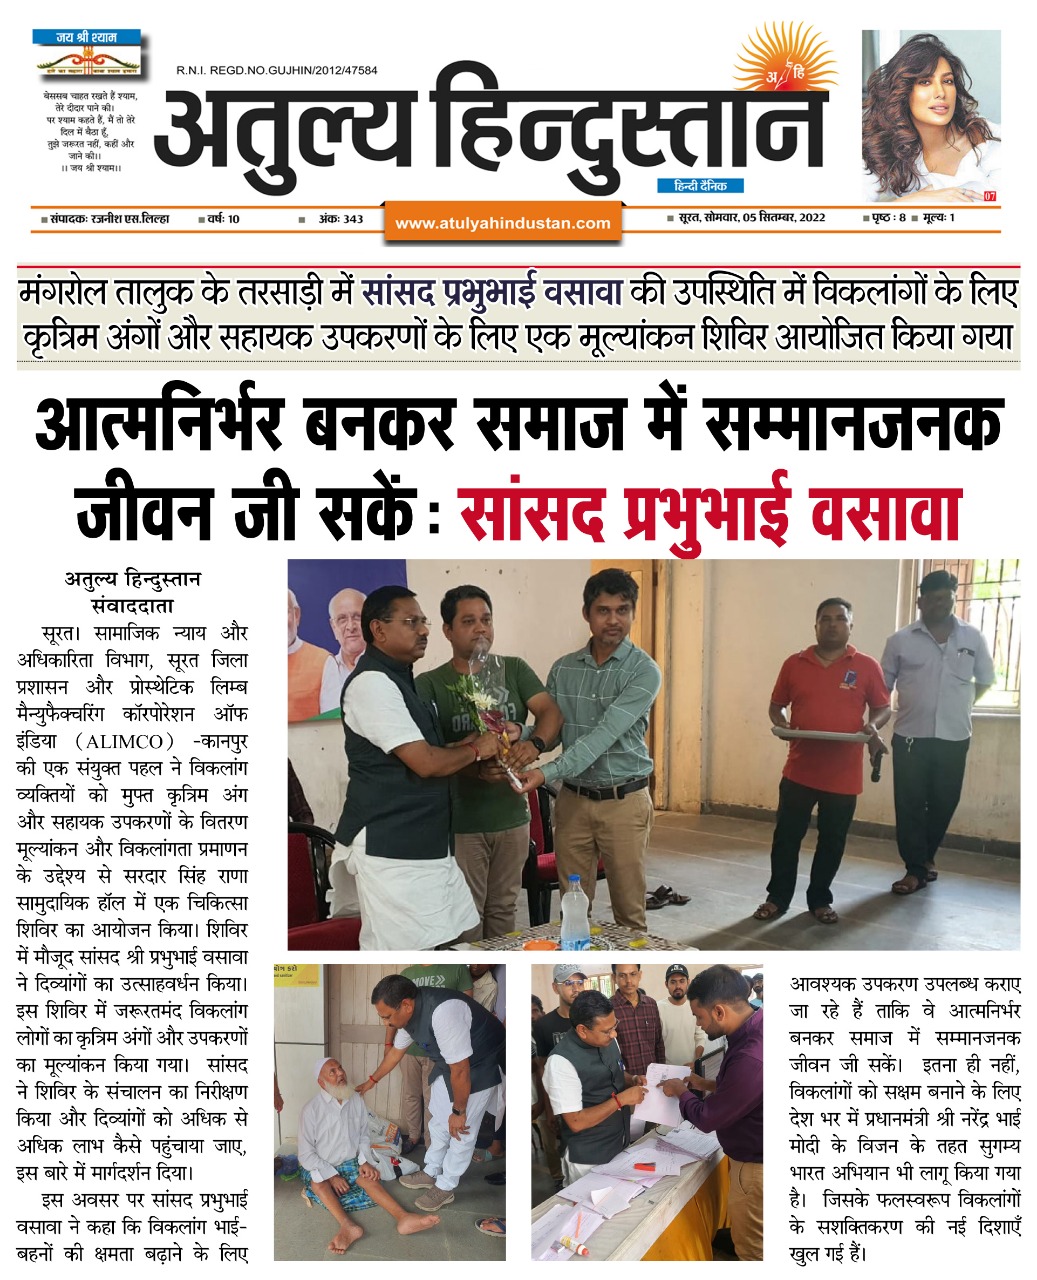 जय श्री श्याम
हारे का सहारा बाबा श्याम हमारा
बेससब चाहत रखते हैं श्याम,
तेरे दीदार पाने की।
पर श्याम कहते हैं, मैं तो तेरे
दिल में बैठा हूँ,
तुझे जरूरत नहीं, कहीं और
जाने की।।
।। जय श्री श्याम।।
R.N.I. REGD.NO.GUJHIN/2012/47584
अ हि
अतुल्य हिन्दुस्तान
हिन्दी दैनिक
07
संपादकः रजनीश एस.लिल्हा
वर्षः 10
अंकः 343
www.atulyahindustan.com
सूरत, सोमवार, 05 सितम्बर, 2022
पृष्ठ : 8
मूल्यः 1
मंगरोल तालुक के तरसाड़ी में सांसद प्रभुभाई वसावा की उपस्थिति में विकलांगों के लिए
कृत्रिम अंगों और सहायक उपकरणों के लिए एक मूल्यांकन शिविर आयोजित किया गया
आत्मनिर्भर बनकर समाज में सम्मानजनक
जीवन जी सकें : सांसद प्रभुभाई वसावा
अतुल्य हिन्दुस्तान
संवाददाता
सूरत। सामाजिक न्याय और
अधिकारिता विभाग, सूरत जिला
प्रशासन और प्रोस्थेटिक लिम्ब
मैन्युफैक्चरिंग कॉरपोरेशन ऑफ
इंडिया (ALIMCO) -कानपुर
की एक संयुक्त पहल ने विकलांग
व्यक्तियों को मुफ्त कृत्रिम अंग
और सहायक उपकरणों के वितरण
मूल्यांकन और विकलांगता प्रमाणन
के उद्देश्य से सरदार सिंह राणा
सामुदायिक हॉल में एक चिकित्सा
शिविर का आयोजन किया। शिविर
में मौजूद सांसद श्री प्रभुभाई वसावा
ने दिव्यांगों का उत्साहवर्धन किया।
इस शिविर में जरूरतमंद विकलांग
लोगों का कृत्रिम अंगों और उपकरणों
का मूल्यांकन किया गया। सांसद
ने शिविर के संचालन का निरीक्षण
किया और दिव्यांगों को अधिक से
अधिक लाभ कैसे पहुंचाया जाए,
इस बारे में मार्गदर्शन दिया।
इस अवसर पर सांसद प्रभुभाई
वसावा ने कहा कि विकलांग भाई-
बहनों की क्षमता बढ़ाने के लिए
आवश्यक उपकरण उपलब्ध कराए
जा रहे हैं ताकि वे आत्मनिर्भर
बनकर समाज में सम्मानजनक
जीवन जी सकें। इतना ही नहीं,
विकलांगों को सक्षम बनाने के लिए
देश भर में प्रधानमंत्री श्री नरेंद्र भाई
मोदी के विजन के तहत सुगम्य
भारत अभियान भी लागू किया गया
है। जिसके फलस्वरूप विकलांगों
के सशक्तिकरण की नई दिशाएँ
खुल गई हैं।